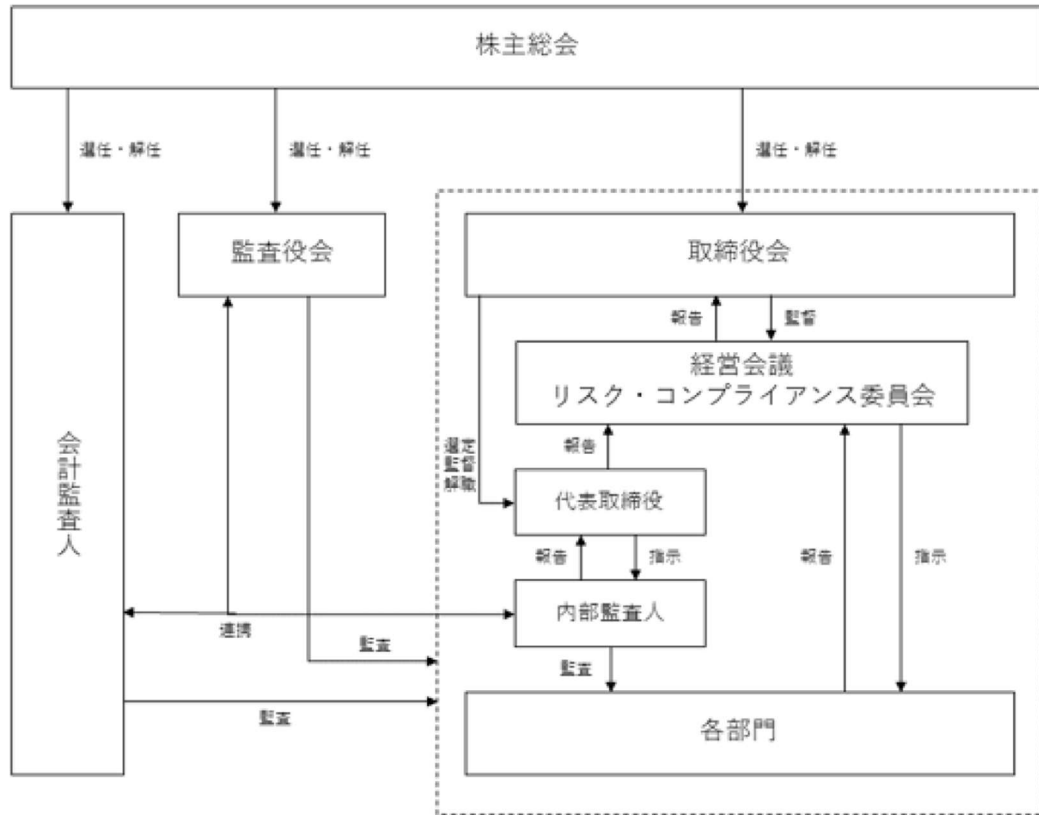 株主総会
選任・解任
選任・解任
選任・解任
監査役会
取締役会
報告
監督
経営会議
リスク・コンプライアンス委員会
選定
監督
解職
報告
代表取締役
会計監査人
報告
指示
報告
指示
内部監査人
連携
監査
監査
監査
各部門